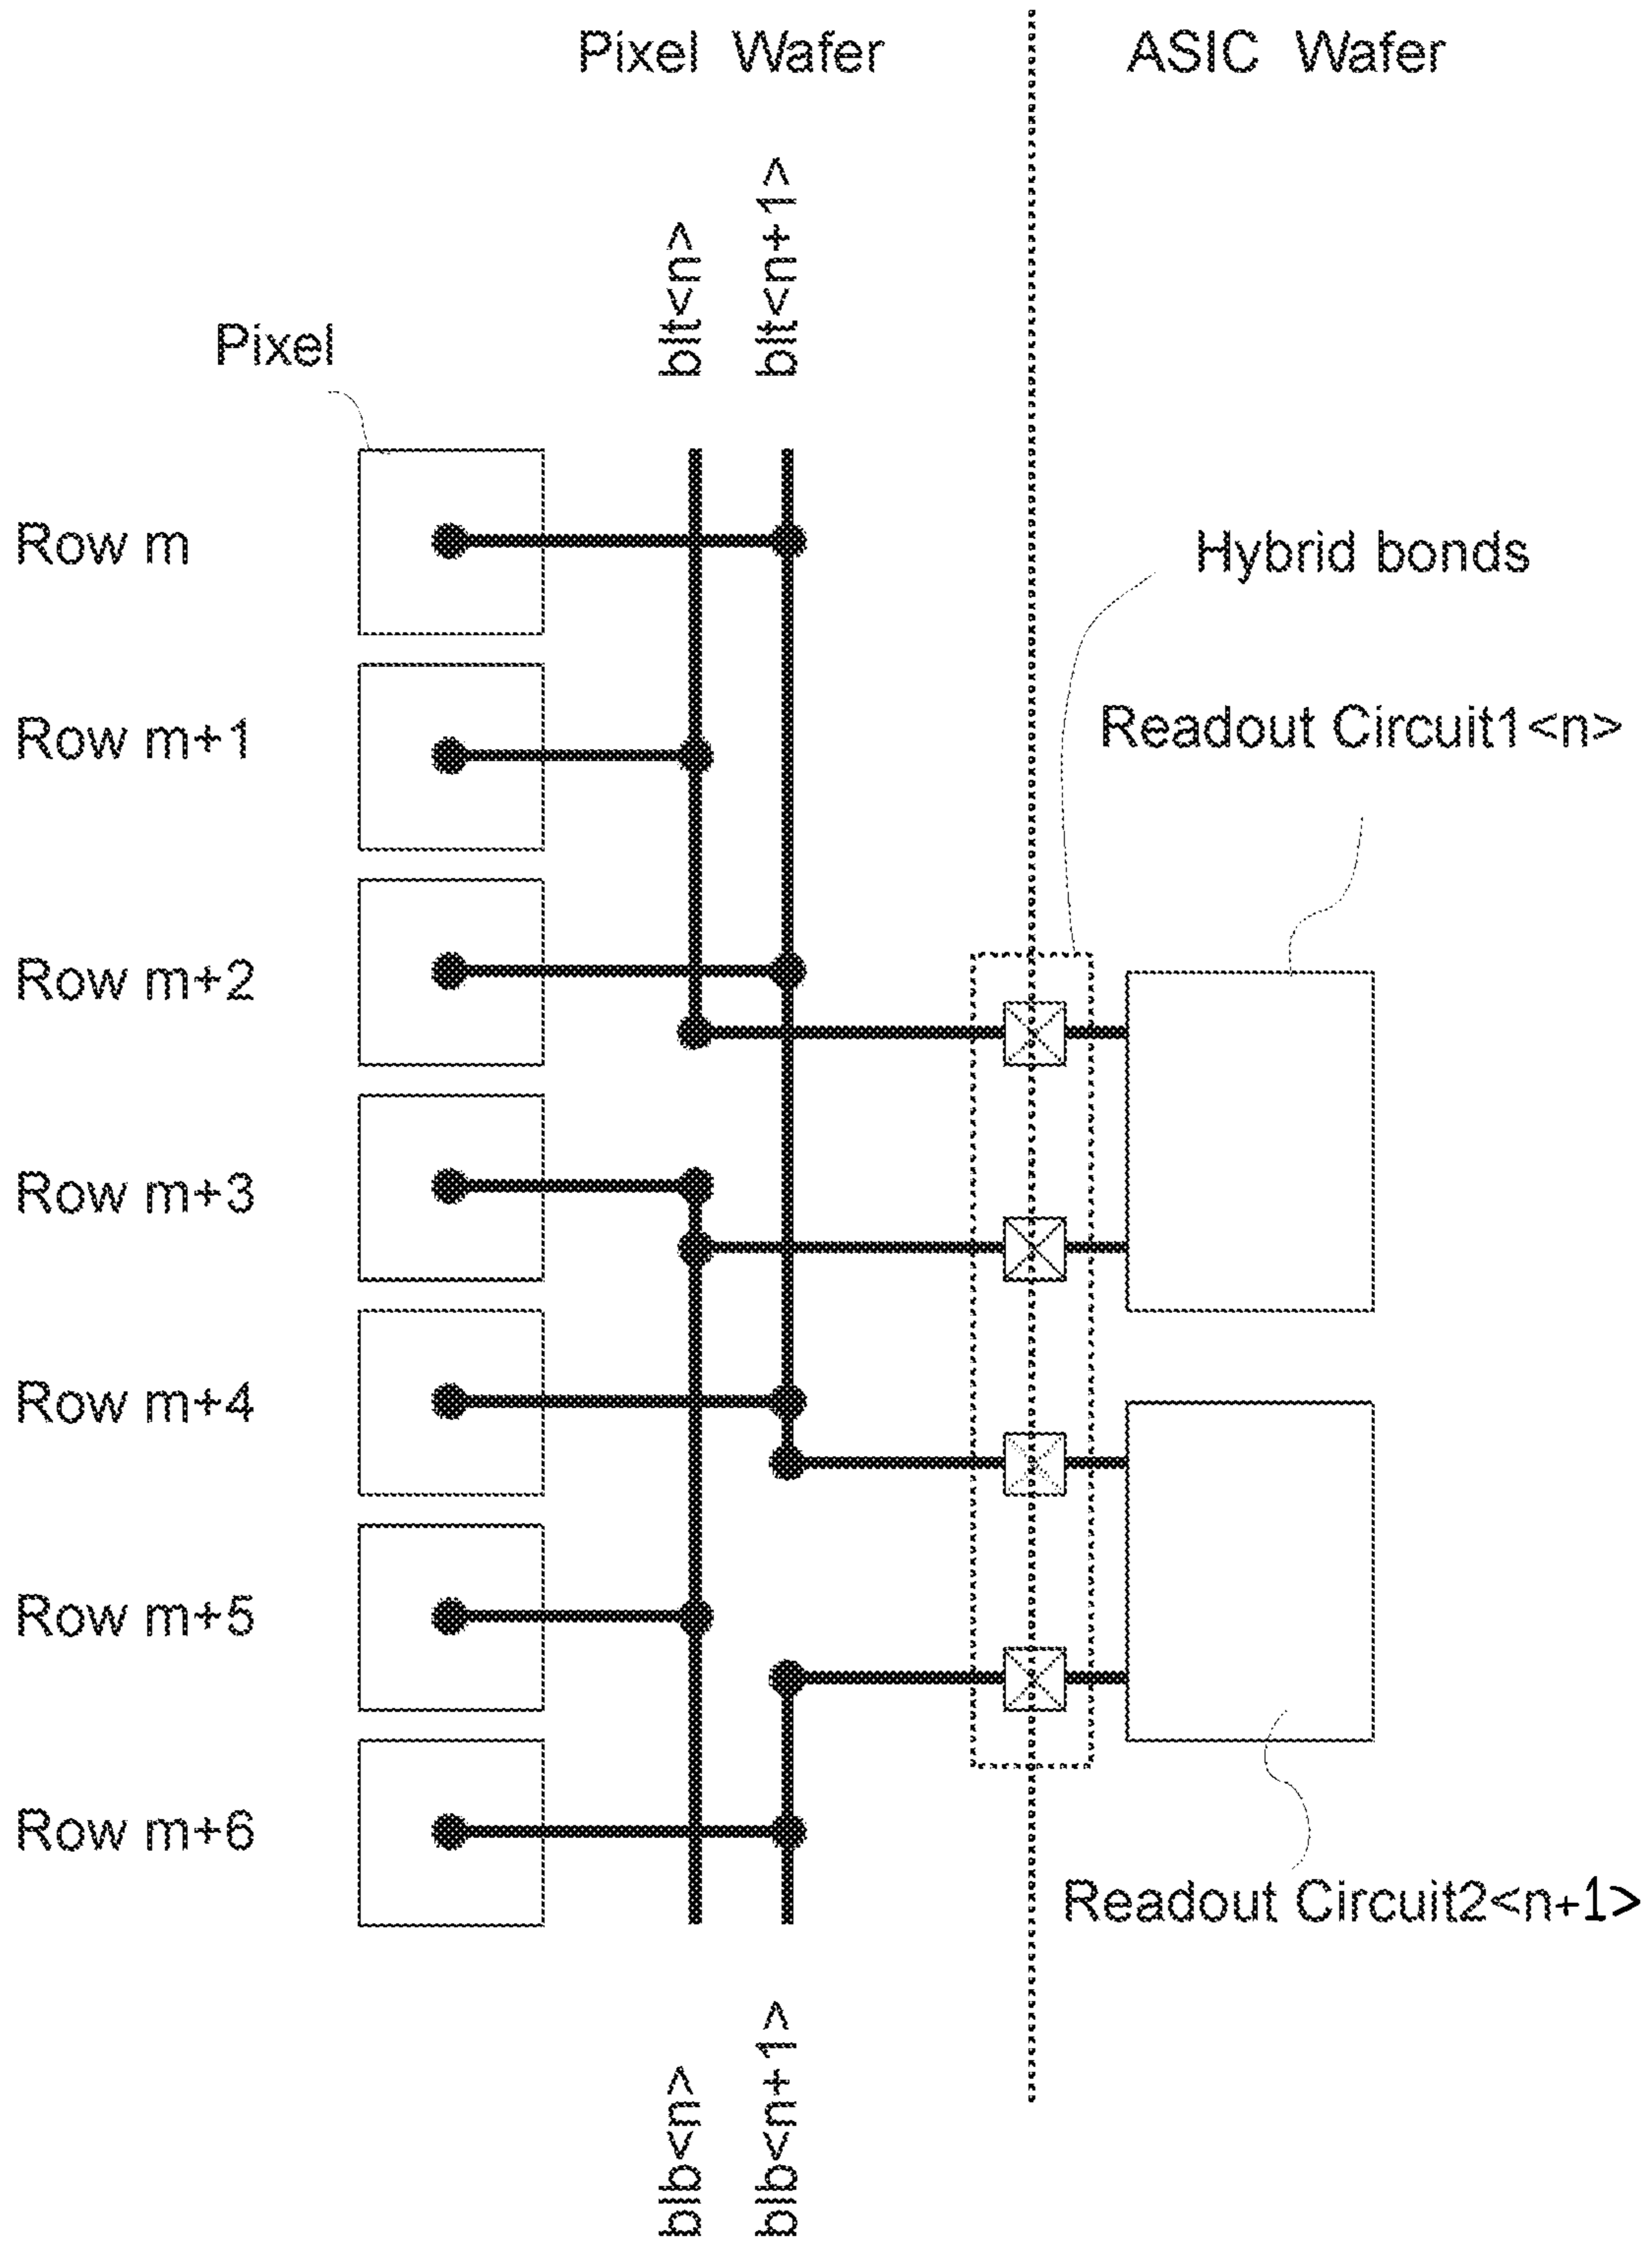 Pixel Wafer
ASIC Wafer
blt<n>
blt<n+1>
Pixel
Row m
Hybrid bonds
Row m+1
Readout Circuit1<n>
Row m+2
Row m+3
Row m+4
Row m+5
Row m+6
Readout Circuit2<n+1>
blb<n>
blb<n+1>